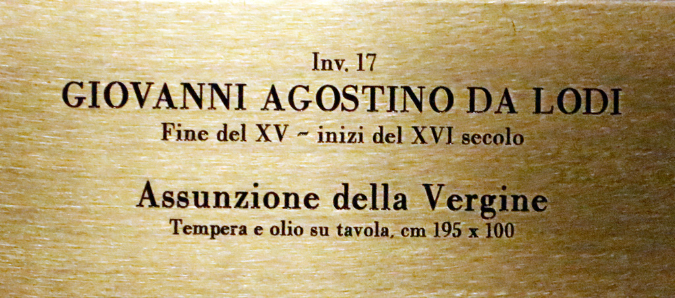 Inv. 17
GIOVANNI AGOSTINO DA LODI
Fine del XV ~ inizi del XVI secolo
Assunzione della Vergine
Tempera e olio su tavola, cm 195 x 100